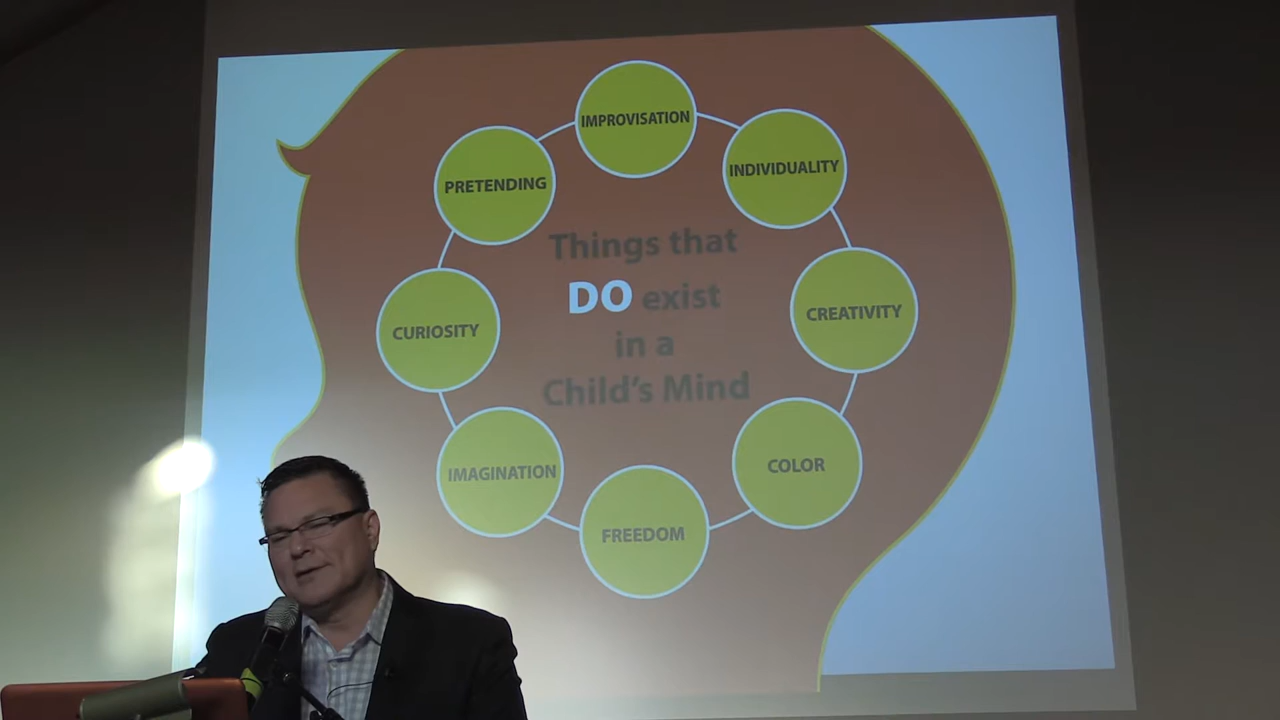 IMPROVISATION
INDIVIDUALITY
PRETENDING
Things that
DO exist
in a
Child's Mind
CREATIVITY
CURIOSITY
COLOR
IMAGINATION
FREEDOM